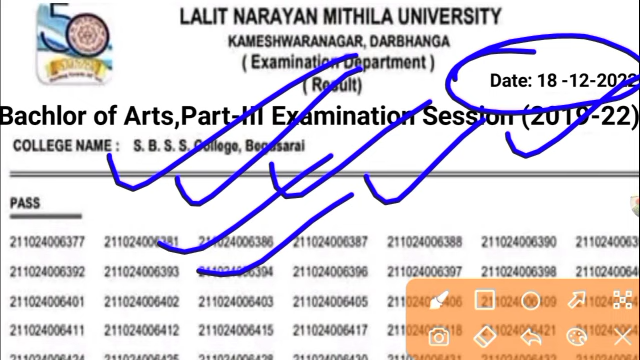 50
LALIT NARAYAN MITHILA UNIVERSITY
KAMESHWARANAGAR, DARBHANGA
( Examination Department )
( Result)
Date: 18 -12-2022
Bachlor of Arts,Part-III Examination Session (2019-22)
COLLEGE NAME : S. B. S. S. College, Begusarai
PASS
211024006377 211024006381 211024006386 211024006387 211024006388 211024006390
211024006392 211024006393 211024006394 211024006396 211024006397 211024006398
211024006401 211024006402 211024006403 211024006405
211024006411 211024006412 211024006415 211024006417